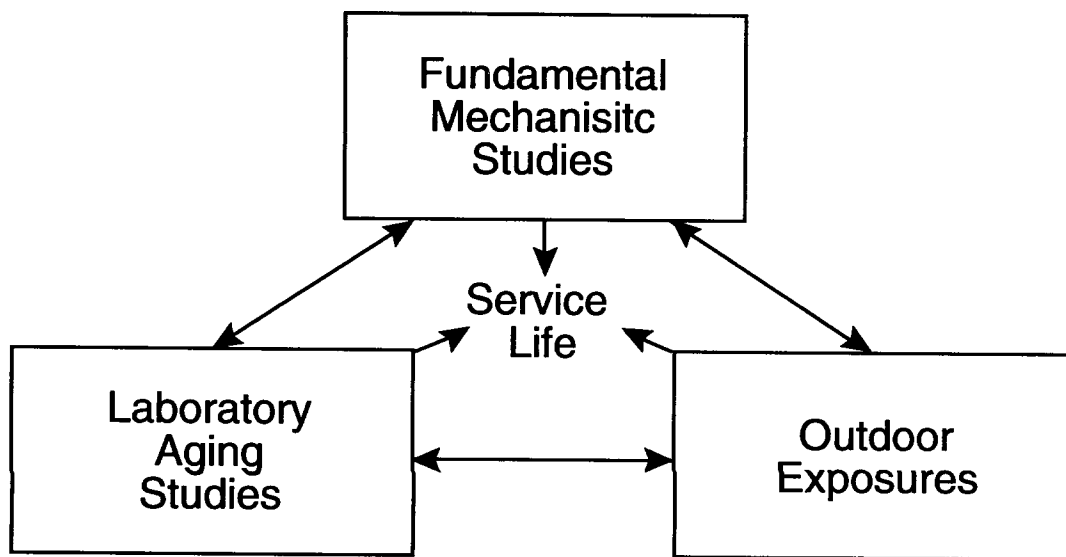 Fundamental
Mechanisitc
Studies
Service
Life
Laboratory
Aging
Studies
Outdoor
Exposures